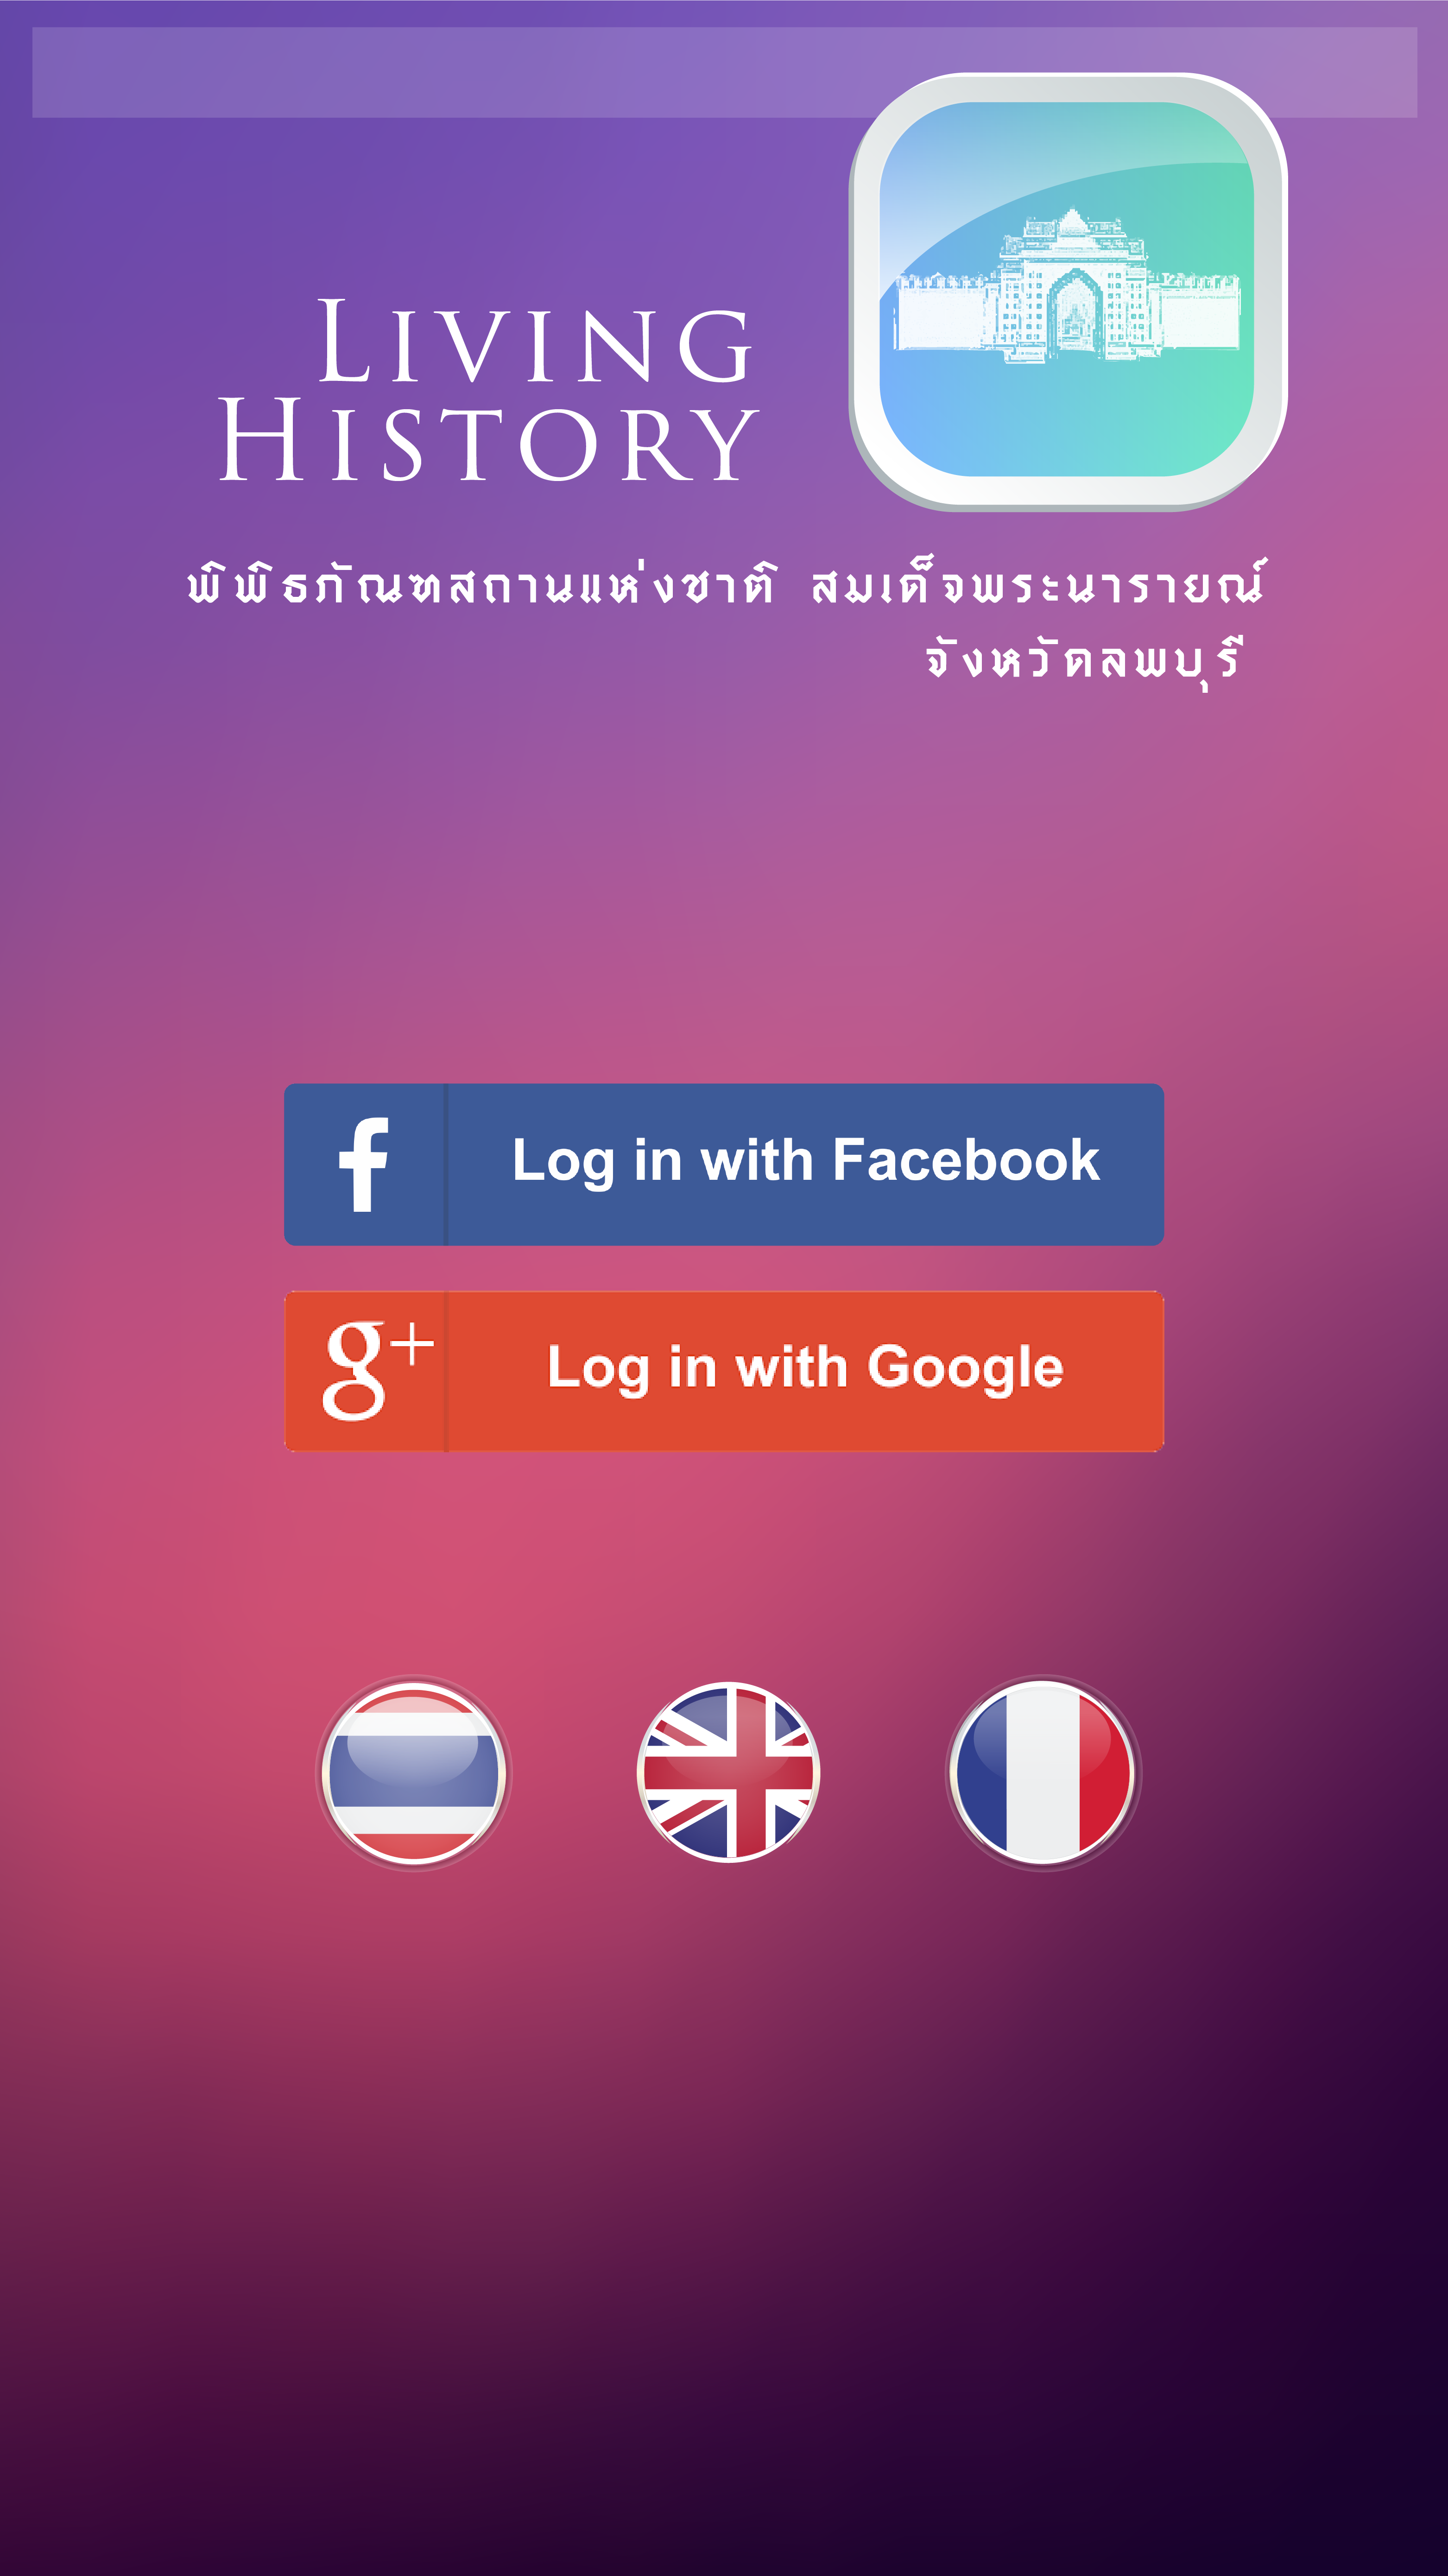 LIVING
HISTORY
พิพิธภัณฑสถานแห่งชาติ สมเด็จพระนารายณ์
จังหวัดลพบุรี
f Log in with Facebook
g+ Log in with Google